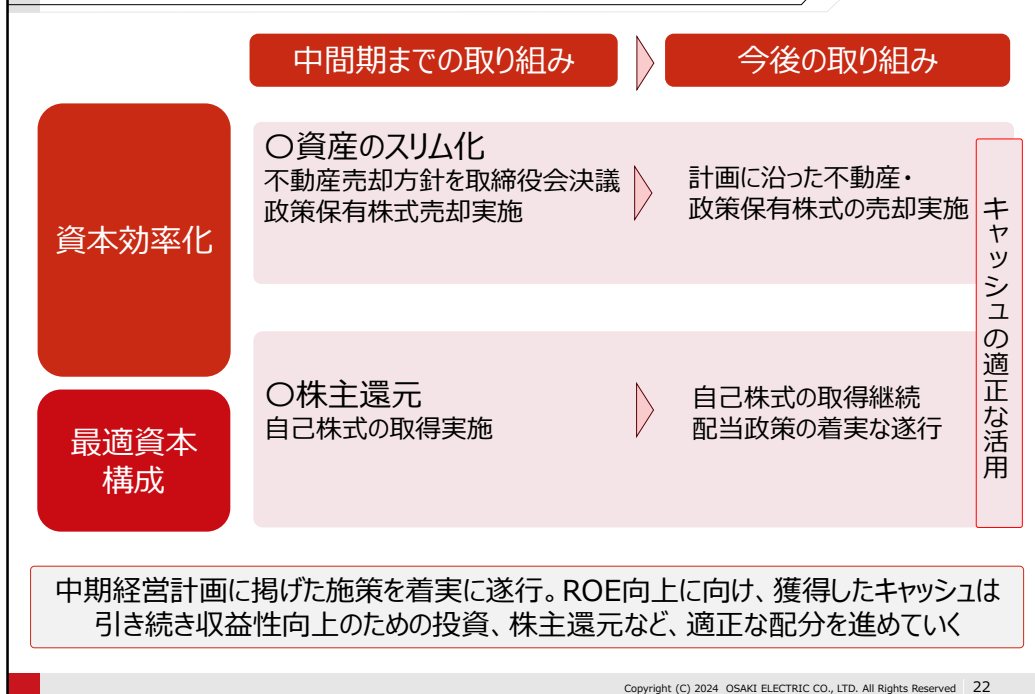 中間期までの取り組み
今後の取り組み
資本効率化
〇資産のスリム化
不動産売却方針を取締役会決議
政策保有株式売却実施
計画に沿った不動産・
政策保有株式の売却実施
最適資本
構成
〇株主還元
自己株式の取得実施
自己株式の取得継続
配当政策の着実な遂行
キャッシュの適正な活用
中期経営計画に掲げた施策を着実に遂行。ROE向上に向け、獲得したキャッシュは
引き続き収益性向上のための投資、株主還元など、適正な配分を進めていく
Copyright (C) 2024 OSAKI ELECTRIC CO., LTD. All Rights Reserved 22